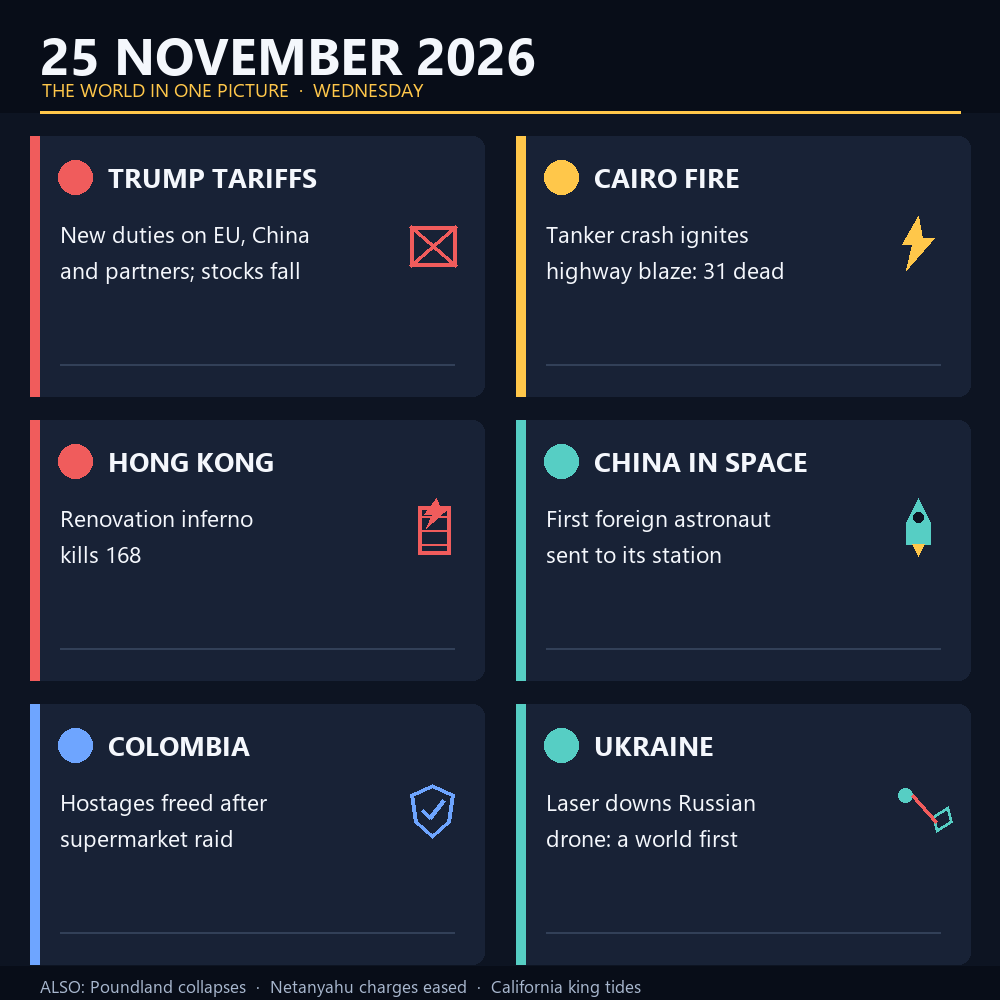 25 NOVEMBER 2026
THE WORLD IN ONE PICTURE · WEDNESDAY
TRUMP TARIFFS
New duties on EU, China
and partners; stocks fall
CAIRO FIRE
Tanker crash ignites
highway blaze: 31 dead
HONG KONG
Renovation inferno
kills 168
CHINA IN SPACE
First foreign astronaut
sent to its station
COLOMBIA
Hostages freed after
supermarket raid
UKRAINE
Laser downs Russian
drone: a world first
ALSO: Poundland collapses · Netanyahu charges eased · California king tides